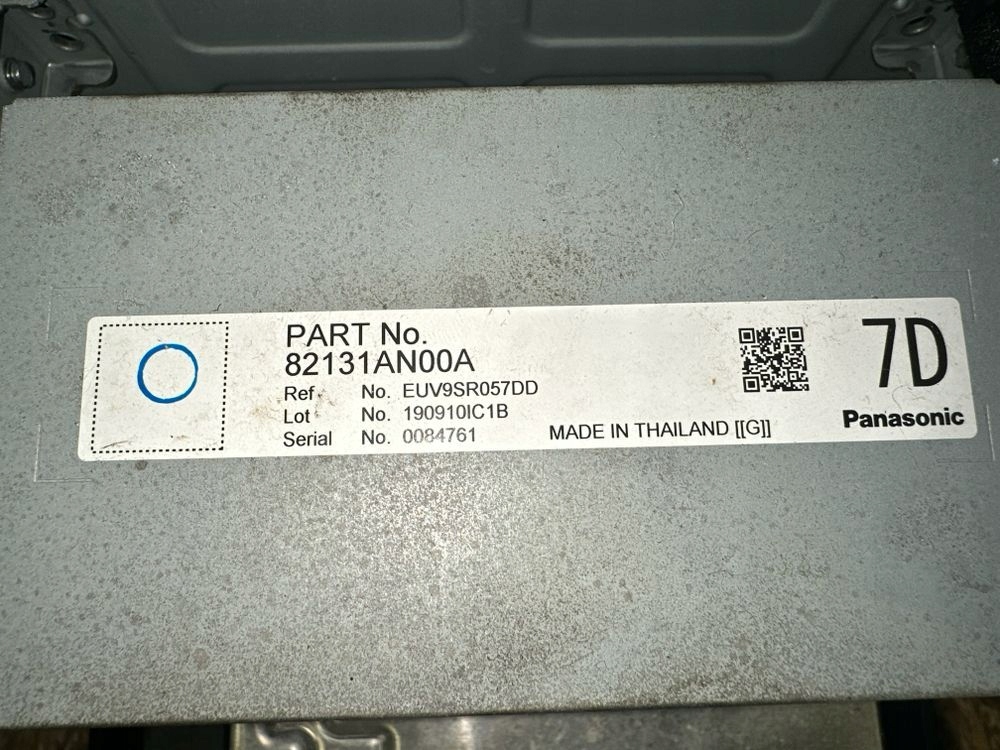 PART No.
82131AN00A
Ref No. EUV9SR057DD
Lot No. 190910IC1B
Serial No. 0084761
MADE IN THAILAND [[G]]
7D
Panasonic